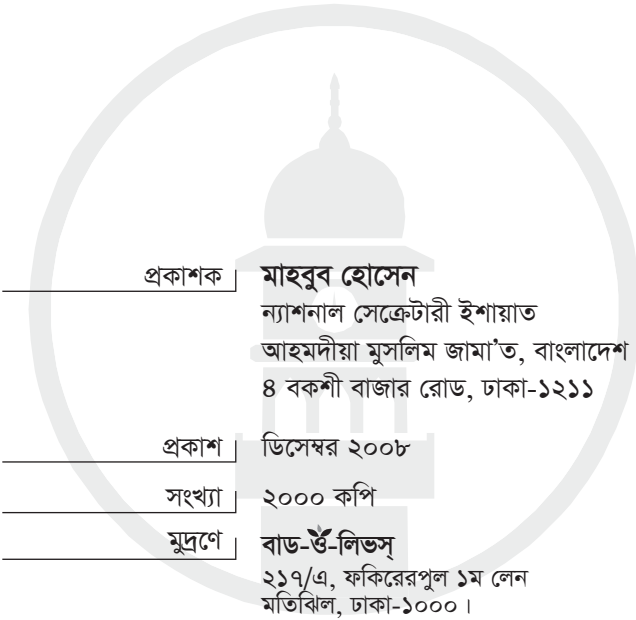 প্রকাশক মাহবুব হোসেন
ন্যাশনাল সেক্রেটারী ইশায়াত
আহমদীয়া মুসলিম জামা'ত, বাংলাদেশ
৪ বকশী বাজার রোড, ঢাকা-১২১১
প্রকাশ ডিসেম্বর ২০০৮
সংখ্যা ২০০০ কপি
মুদ্রণে বাড-ওঁ-লিভস্
২১৭/এ, ফকিরেরপুল ১ম লেন
মতিঝিল, ঢাকা-১০০০।